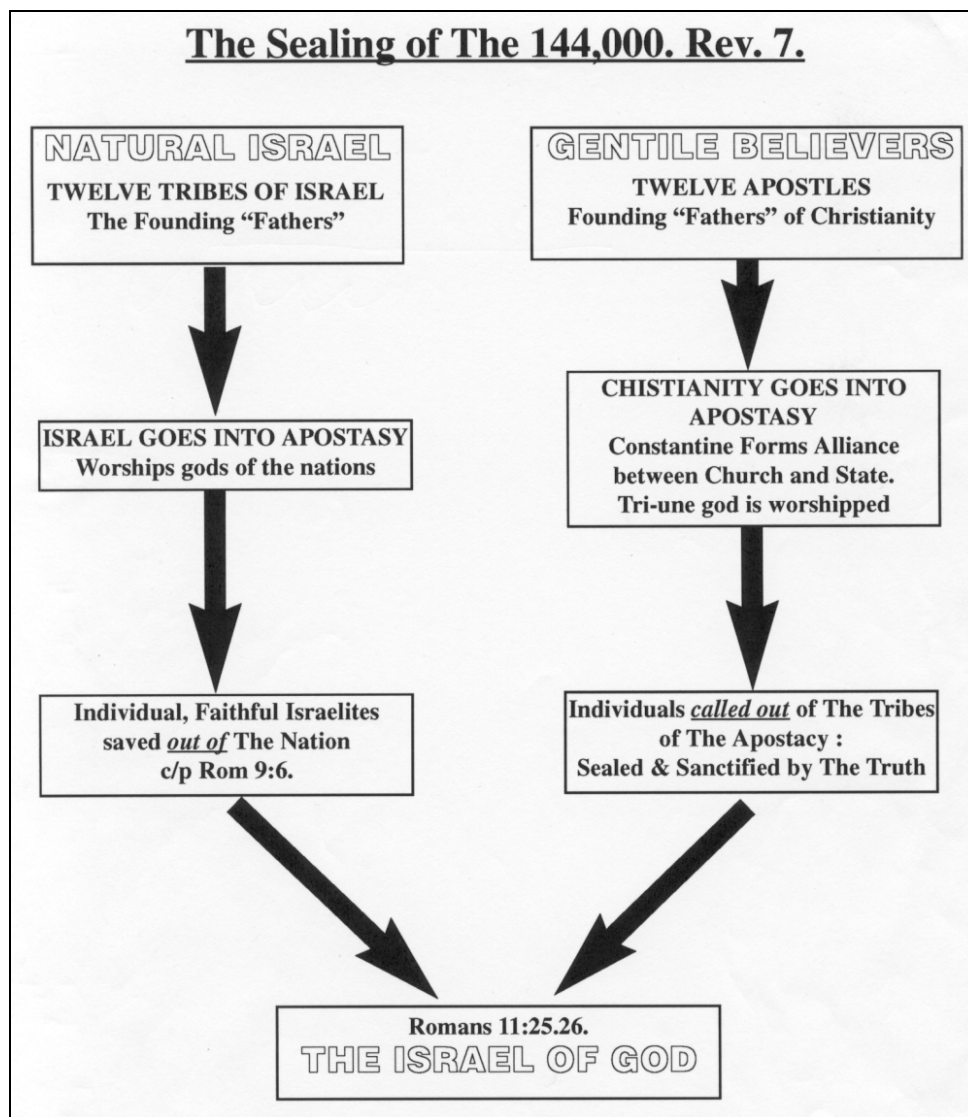 The Sealing of The 144,000. Rev. 7.
NATURAL ISRAEL
TWELVE TRIBES OF ISRAEL
The Founding “Fathers”
GENTILE BELIEVERS
TWELVE APOSTLES
Founding “Fathers” of Christianity
ISRAEL GOES INTO APOSTASY
Worships gods of the nations
CHISTIANITY GOES INTO
APOSTASY
Constantine Forms Alliance
between Church and State.
Tri-une god is worshipped
Individual, Faithful Israelites
saved out of The Nation
c/p Rom 9:6.
Individuals called out of The Tribes
of The Apostacy :
Sealed & Sanctified by The Truth
Romans 11:25.26.
THE ISRAEL OF GOD